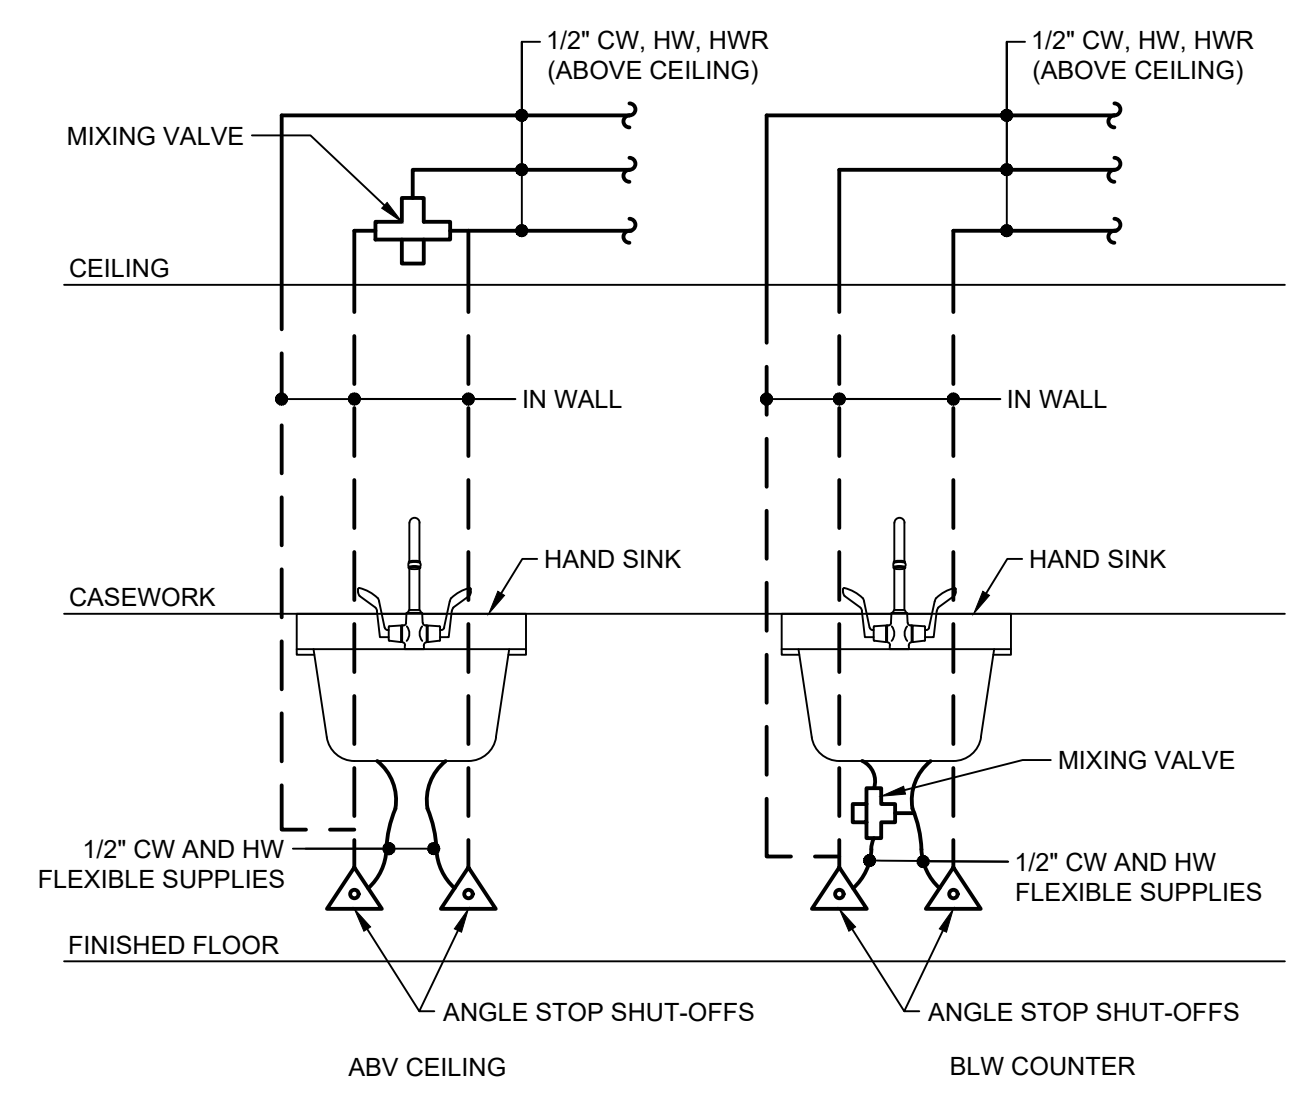 1/2" CW, HW, HWR
(ABOVE CEILING)
1/2" CW, HW, HWR
(ABOVE CEILING)
MIXING VALVE
CEILING
IN WALL
IN WALL
HAND SINK
HAND SINK
CASEWORK
MIXING VALVE
1/2" CW AND HW
FLEXIBLE SUPPLIES
1/2" CW AND HW
FLEXIBLE SUPPLIES
FINISHED FLOOR
ANGLE STOP SHUT-OFFS
ANGLE STOP SHUT-OFFS
ABV CEILING
BLW COUNTER